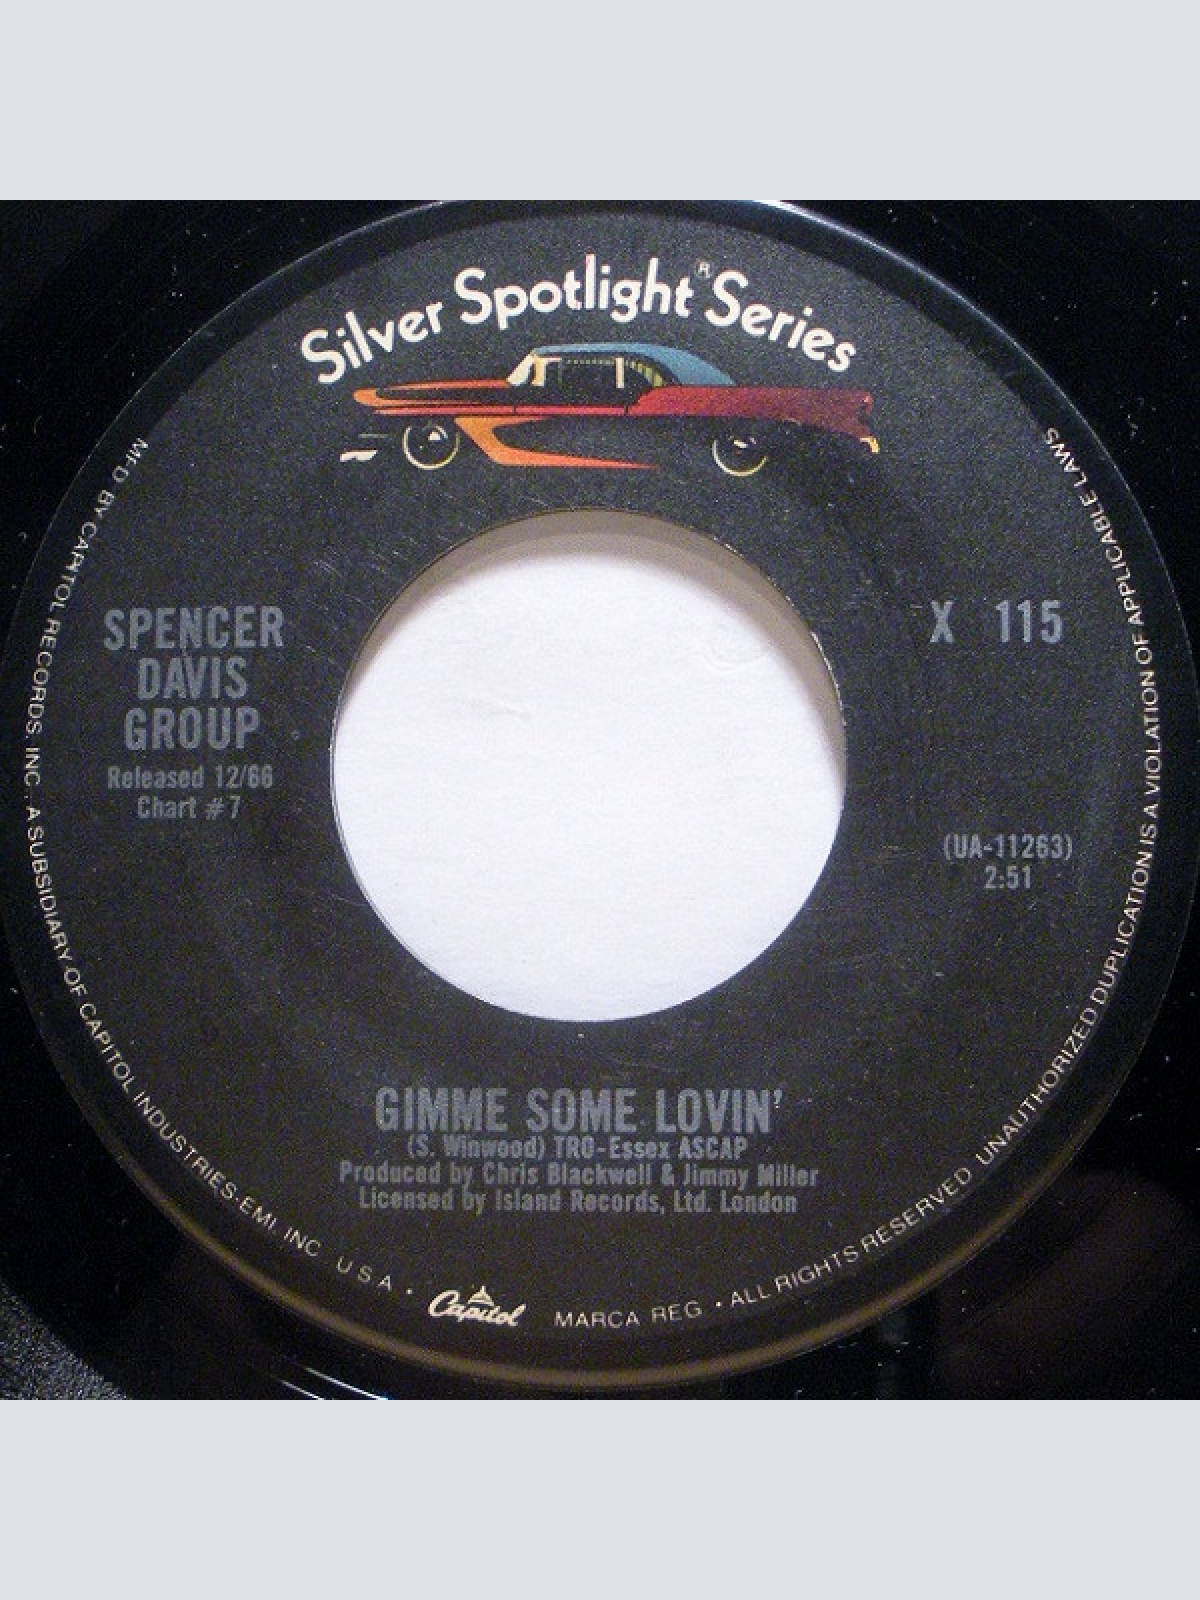 Silver Spotlight® Series
SPENCER
DAVIS
GROUP
Released 12/66
Chart #7
X 115
(UA-11263)
2:51
GIMME SOME LOVIN'
(S. Winwood) TRO-Essex ASCAP
Produced by Chris Blackwell & Jimmy Miller
Licensed by Island Records, Ltd. London
MFD BY CAPITOL RECORDS, INC., A SUBSIDIARY OF CAPITOL INDUSTRIES-EMI, INC U S A • Capitol MARCA REG • ALL RIGHTS RESERVED UNAUTHORIZED DUPLICATION IS A VIOLATION OF APPLICABLE LAWS